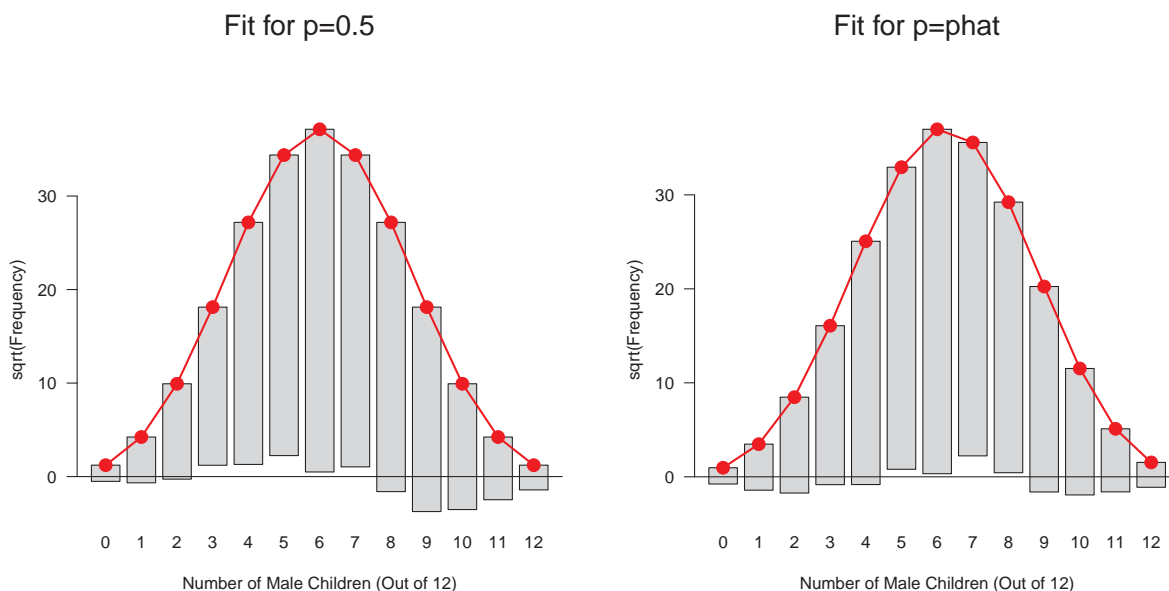 Fit for p=0.5
sqrt(Frequency)
30
20
10
0
0 1 2 3 4 5 6 7 8 9 10 11 12
Number of Male Children (Out of 12)
Fit for p=phat
sqrt(Frequency)
30
20
10
0
0 1 2 3 4 5 6 7 8 9 10 11 12
Number of Male Children (Out of 12)